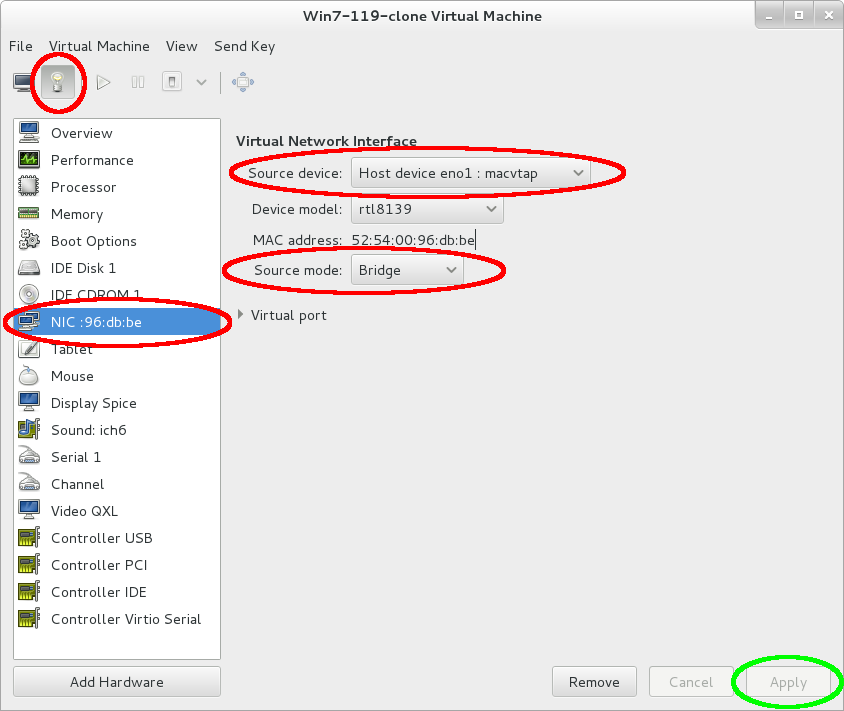 Win7-119-clone Virtual Machine
File Virtual Machine View Send Key
Overview
Performance
Processor
Memory
Boot Options
IDE Disk 1
IDE CDROM 1
NIC :96:db:be
Tablet
Mouse
Display Spice
Sound: ich6
Serial 1
Channel
Video QXL
Controller USB
Controller PCI
Controller IDE
Controller Virtio Serial
Add Hardware
Virtual Network Interface
Source device: Host device eno1 : macvtap
Device model: rtl8139
MAC address: 52:54:00:96:db:be
Source mode: Bridge
Virtual port
Remove Cancel Apply